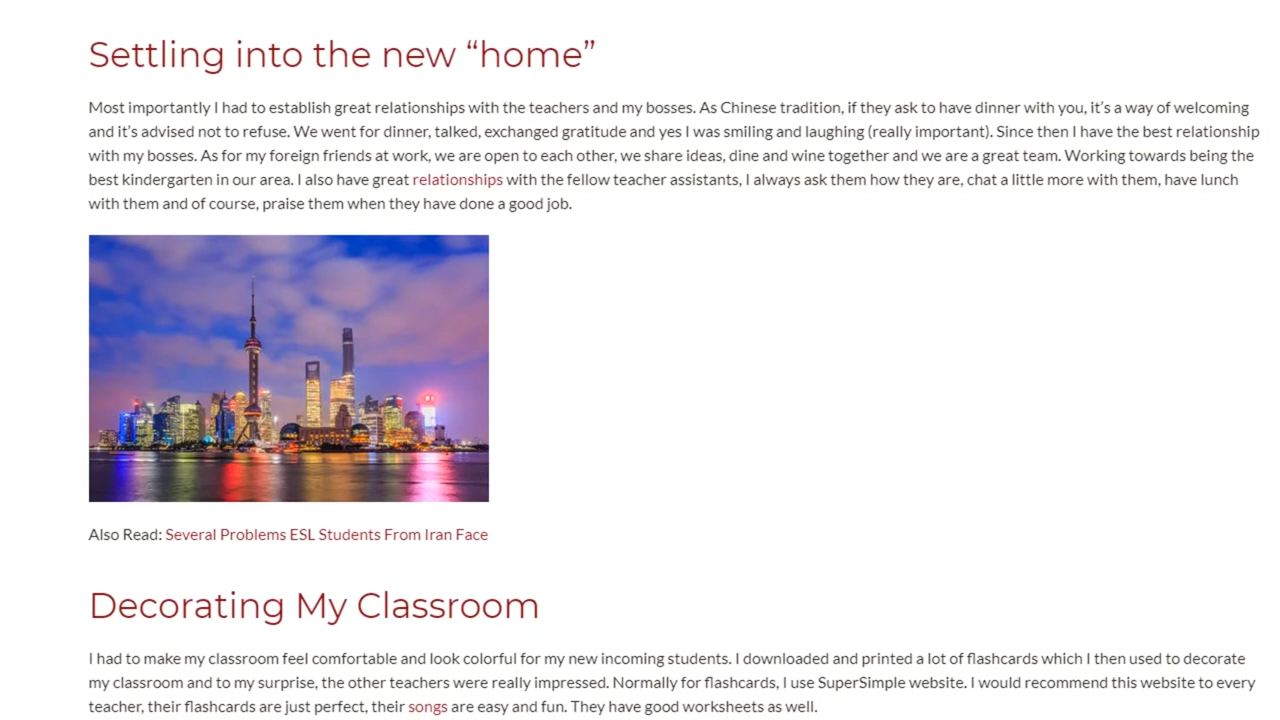 Settling into the new “home”
Most importantly I had to establish great relationships with the teachers and my bosses. As Chinese tradition, if they ask to have dinner with you, it’s a way of welcoming
and it’s advised not to refuse. We went for dinner, talked, exchanged gratitude and yes I was smiling and laughing (really important). Since then I have the best relationship
with my bosses. As for my foreign friends at work, we are open to each other, we share ideas, dine and wine together and we are a great team. Working towards being the
best kindergarten in our area. I also have great relationships with the fellow teacher assistants, I always ask them how they are, chat a little more with them, have lunch
with them and of course, praise them when they have done a good job.
Also Read: Several Problems ESL Students From Iran Face
Decorating My Classroom
I had to make my classroom feel comfortable and look colorful for my new incoming students. I downloaded and printed a lot of flashcards which I then used to decorate
my classroom and to my surprise, the other teachers were really impressed. Normally for flashcards, I use SuperSimple website. I would recommend this website to every
teacher, their flashcards are just perfect, their songs are easy and fun. They have good worksheets as well.